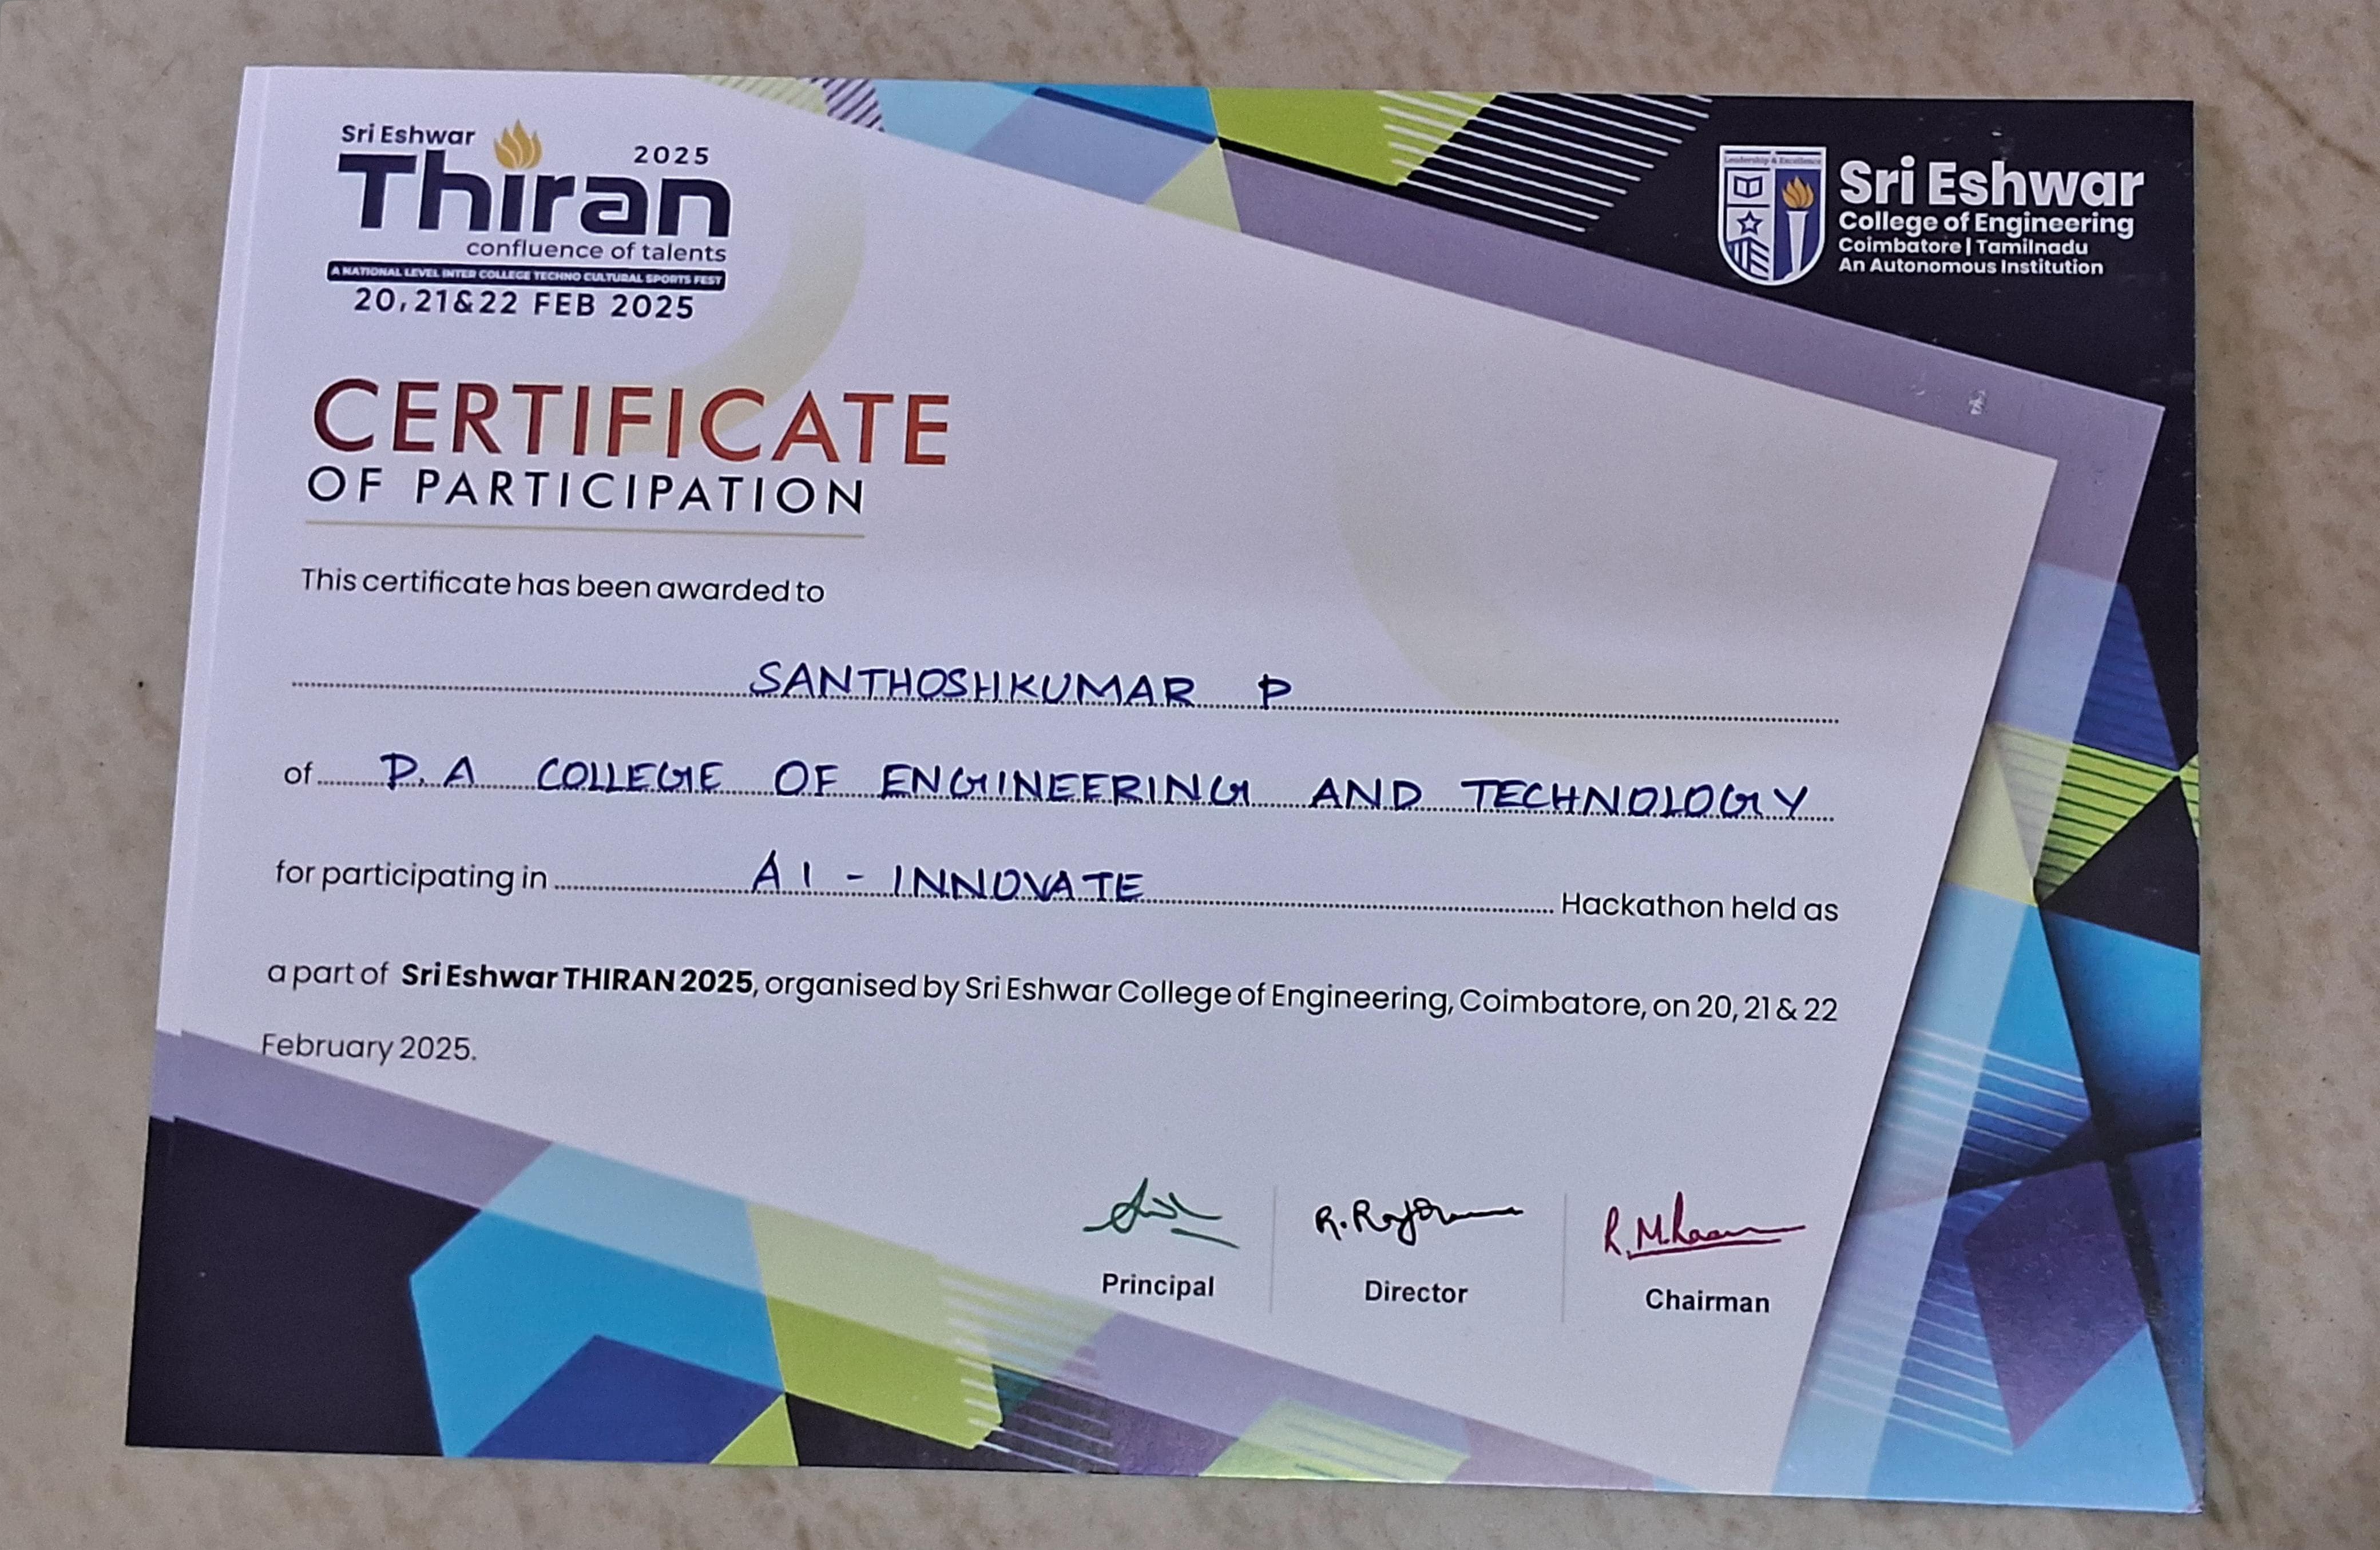 Sri Eshwar
2025
Thiran
confluence of talents
A NATIONAL LEVEL INTER COLLEGE TECHNO CULTURAL SPORTS FEST
20,21&22 FEB 2025
Leadership & Excellence
Sri Eshwar
College of Engineering
Coimbatore | Tamilnadu
An Autonomous Institution
CERTIFICATE
OF PARTICIPATION
This certificate has been awarded to
SANTHOSHKUMAR P
of P.A COLLEGE OF ENGINEERING AND TECHNOLOGY
for participating in AI - INNOVATE Hackathon held as
a part of Sri Eshwar THIRAN 2025, organised by Sri Eshwar College of Engineering, Coimbatore, on 20, 21 & 22
February 2025.
Principal
Director
Chairman